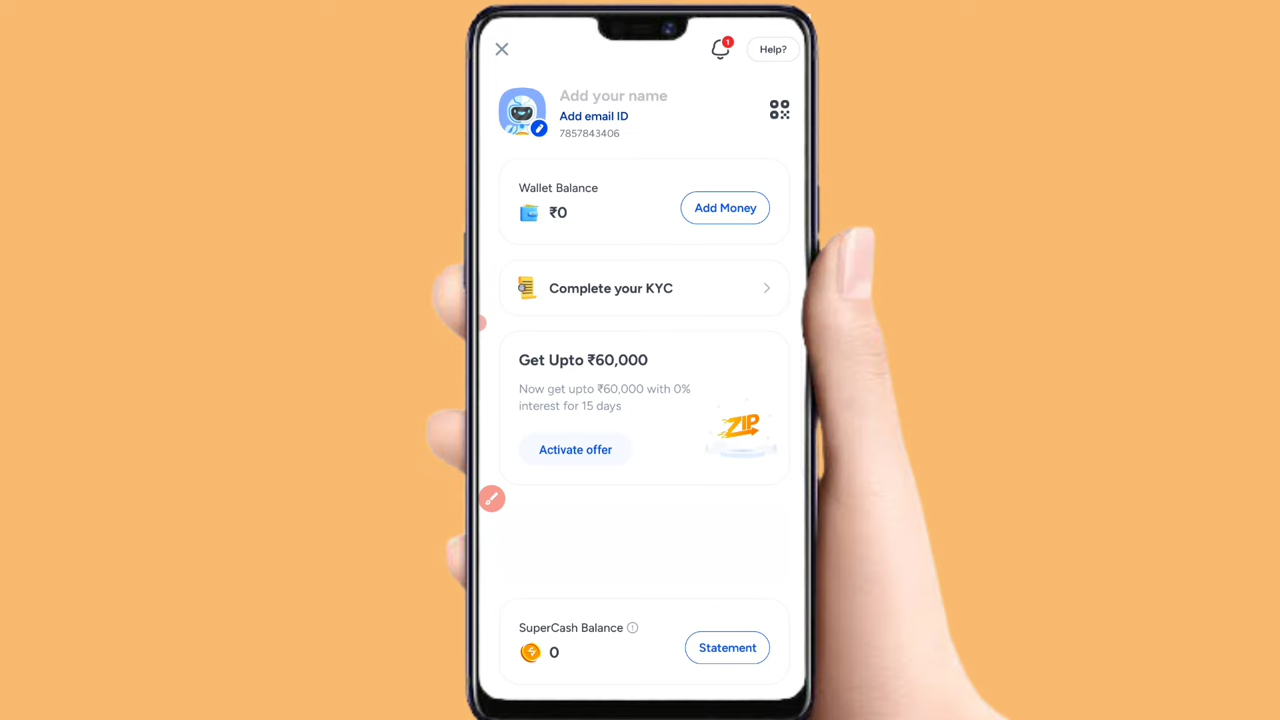 1
Help?
Add your name
Add email ID
7857843406
Wallet Balance
₹0
Add Money
Complete your KYC
Get Upto ₹60,000
Now get upto ₹60,000 with 0%
interest for 15 days
ZIP
Activate offer
SuperCash Balance
0
Statement